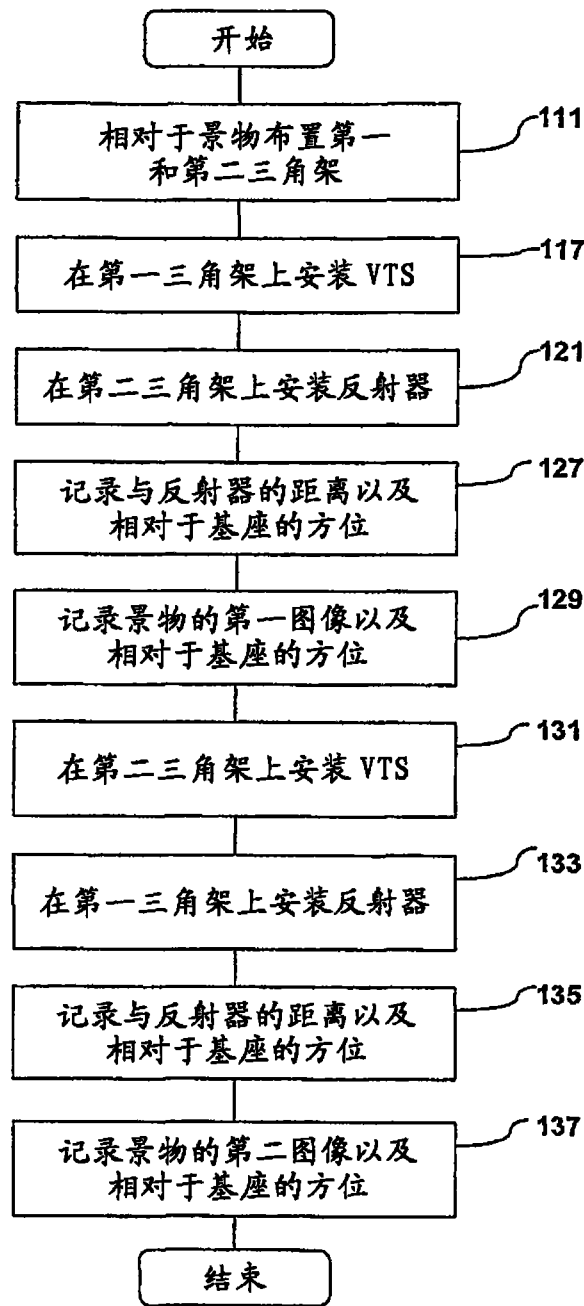 开始
相对于景物布置第一
和第二三角架
111
在第一三角架上安装 VTS
117
在第二三角架上安装反射器
121
记录与反射器的距离以及
相对于基座的方位
127
记录景物的第一图像以及
相对于基座的方位
129
在第二三角架上安装 VTS
131
在第一三角架上安装反射器
133
记录与反射器的距离以及
相对于基座的方位
135
记录景物的第二图像以及
相对于基座的方位
137
结束